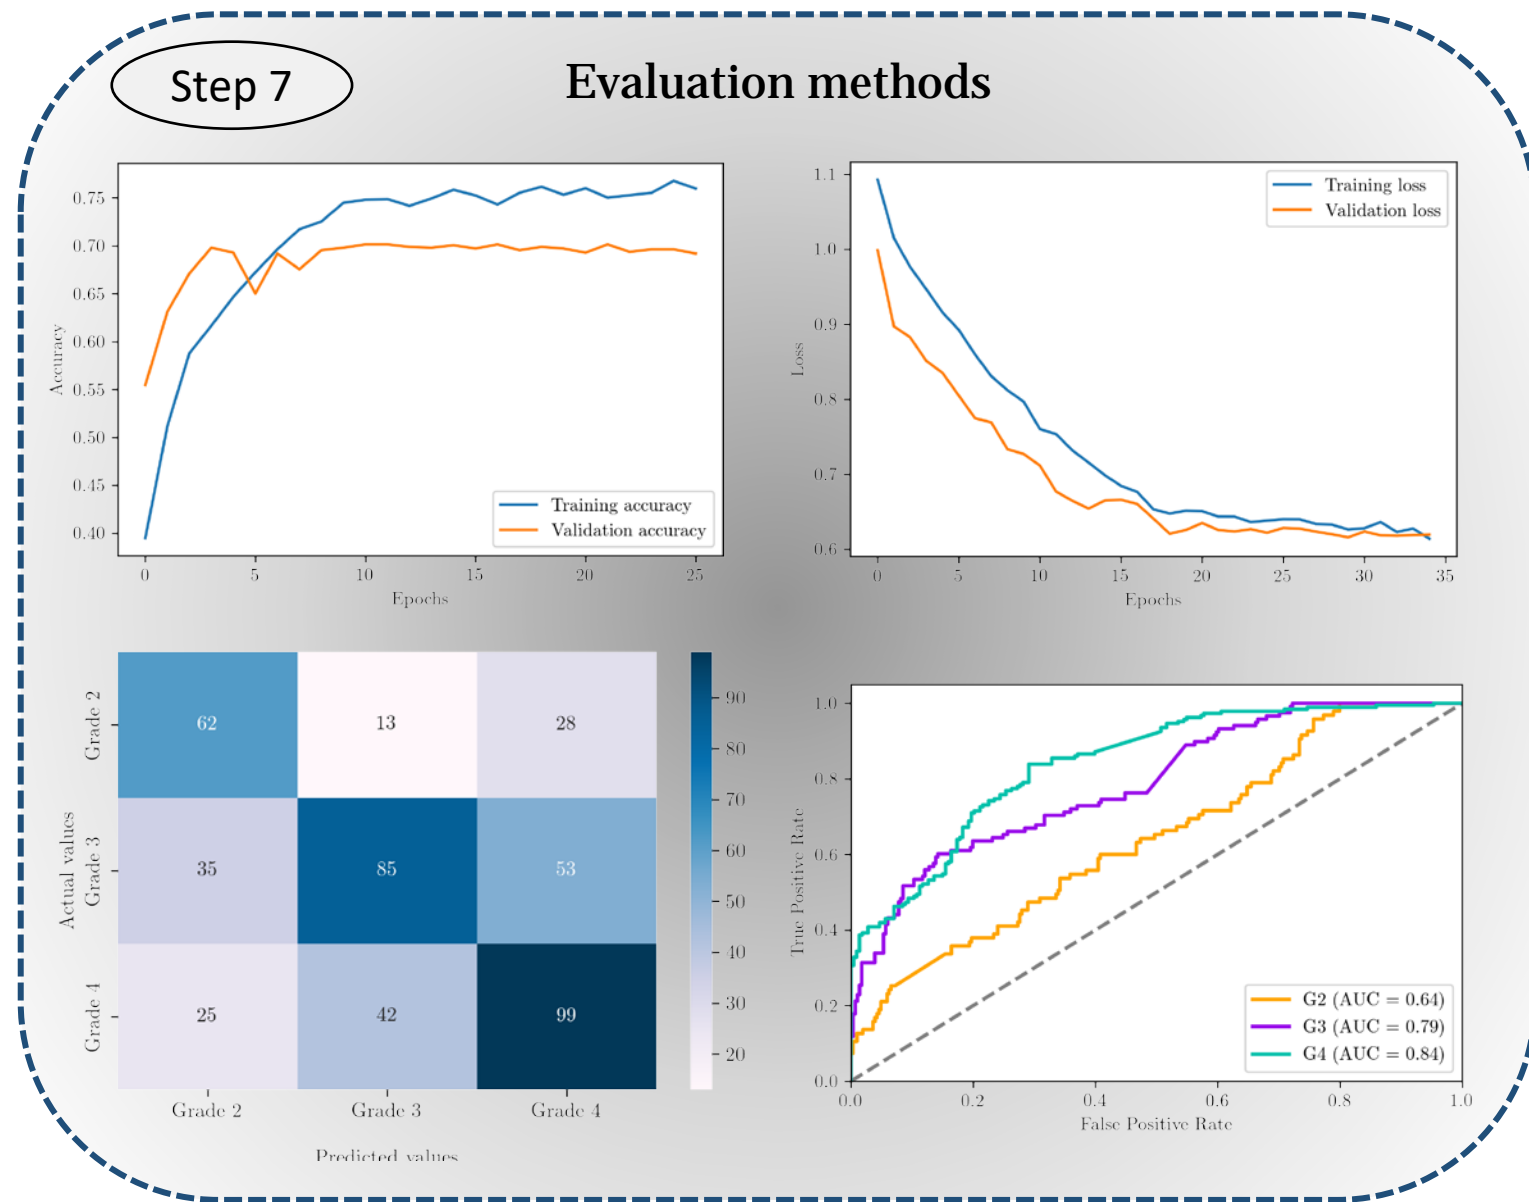 Step 7
Evaluation methods
0.75
0.70
0.65
0.60
0.55
0.50
0.45
0.40
Accuracy
0 5 10 15 20 25
Epochs
Training accuracy
Validation accuracy
1.1
1.0
0.9
0.8
0.7
0.6
Loss
0 5 10 15 20 25 30 35
Epochs
Training loss
Validation loss
Actual values
Grade 2
62 13 28
Grade 3
35 85 53
Grade 4
25 42 99
Grade 2 Grade 3 Grade 4
Predicted values
90
80
70
60
50
40
30
20
1.0
0.8
0.6
0.4
0.2
0.0
True Positive Rate
0.0 0.2 0.4 0.6 0.8 1.0
False Positive Rate
G2 (AUC = 0.64)
G3 (AUC = 0.79)
G4 (AUC = 0.84)